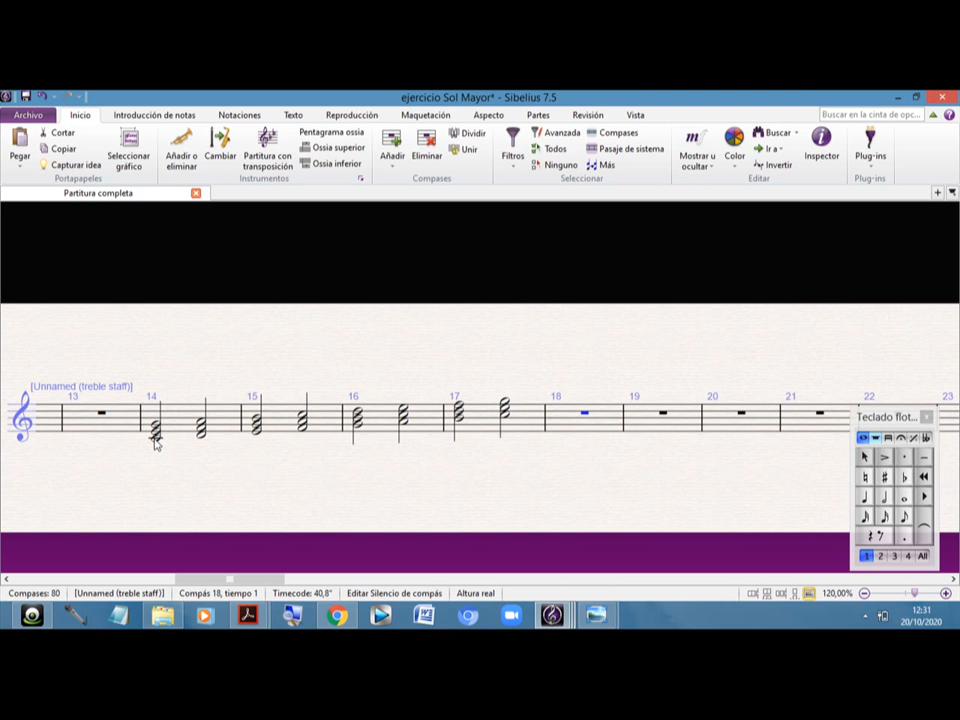 ejercicio Sol Mayor* - Sibelius 7.5
Archivo Inicio Introducción de notas Notaciones Texto Reproducción Maquetación Aspecto Partes Revisión Vista Buscar en la cinta de opc...
Pegar Cortar Copiar Capturar idea Seleccionar gráfico
Portapapeles
Añadir o eliminar Cambiar Partitura con transposición Pentagrama ossia Ossia superior Ossia inferior
Instrumentos
Añadir Eliminar Dividir Unir
Compases
Filtros Avanzada Todos Ninguno Compases Pasaje de sistema Más
Seleccionar
Mostrar u ocultar Color Buscar Ir a Invertir Inspector
Editar
Plug-ins
Plug-ins
Partitura completa
[Unnamed (treble staff)]
13 14 15 16 17 18 19 20 21 22 23
Teclado flot...
1 2 3 4 All
Compases: 80 [Unnamed (treble staff)] Compás 18, tiempo 1 Timecode: 40,8" Editar Silencio de compás Altura real 120,00%
12:31
20/10/2020